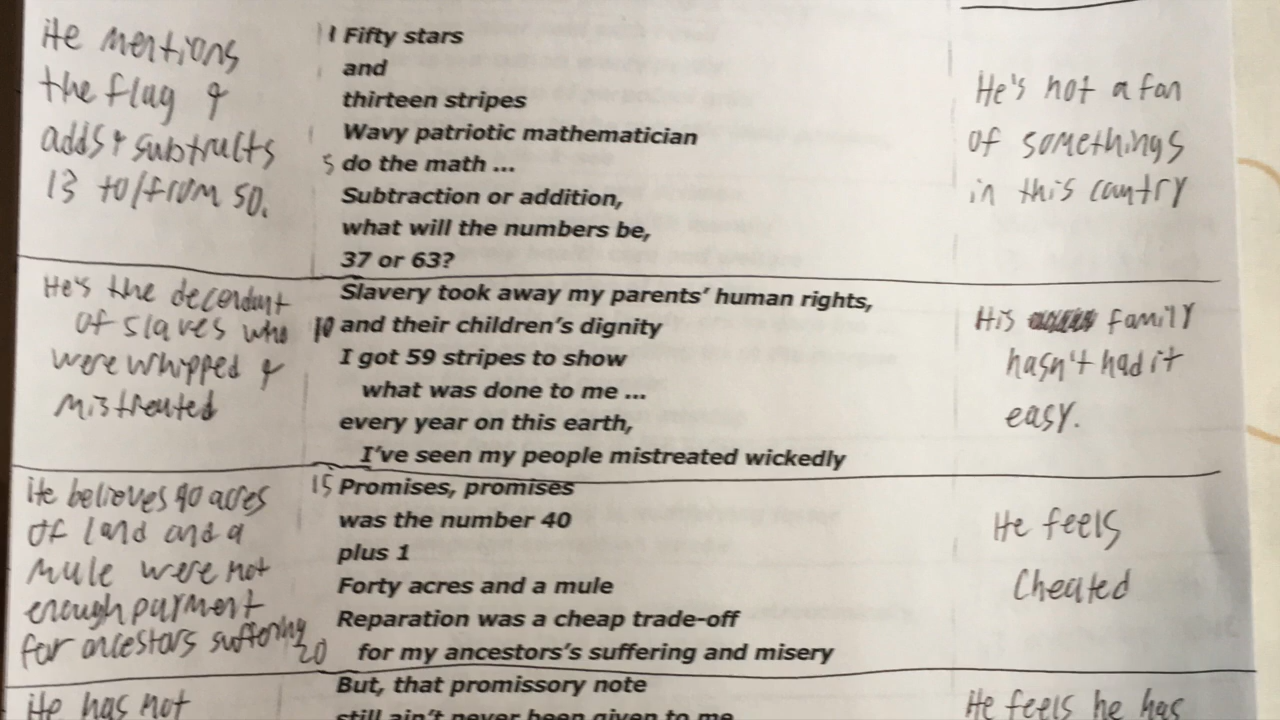 He mentions
the flag &
adds & subtracts
13 to/from 50.
1 Fifty stars
and
thirteen stripes
Wavy patriotic mathematician
5 do the math ...
Subtraction or addition,
what will the numbers be,
37 or 63?
He's not a fan
of somethings
in this country
He's the decendant
of slaves who
were whipped &
mistreated
Slavery took away my parents' human rights,
10 and their children's dignity
I got 59 stripes to show
what was done to me ...
every year on this earth,
I've seen my people mistreated wickedly
His family
hasn't had it
easy.
He believes 40 acres
of land and a
mule were not
enough payment
for ancestors suffering
15 Promises, promises
was the number 40
plus 1
Forty acres and a mule
Reparation was a cheap trade-off
20 for my ancestors's suffering and misery
He feels
Cheated
He has not
But, that promissory note
still ain't never been given to me
He feels he has